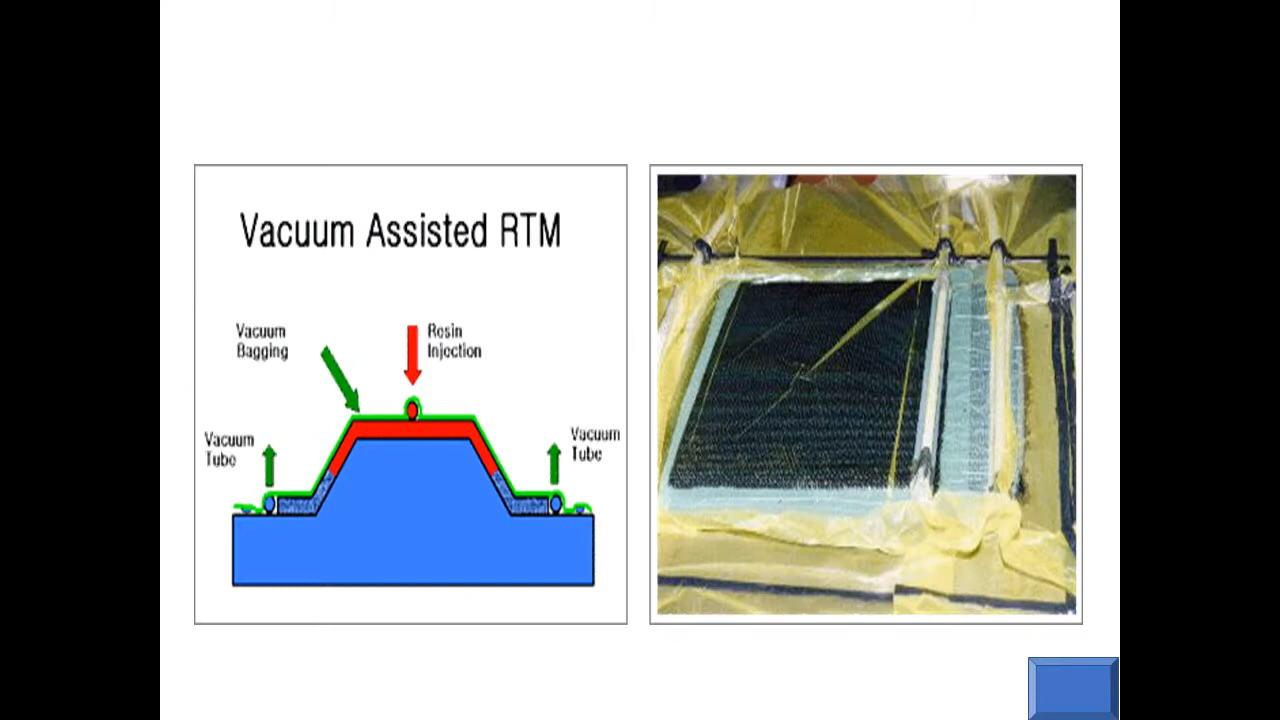 Vacuum Assisted RTM
Vacuum
Bagging
Resin
Injection
Vacuum
Tube
Vacuum
Tube